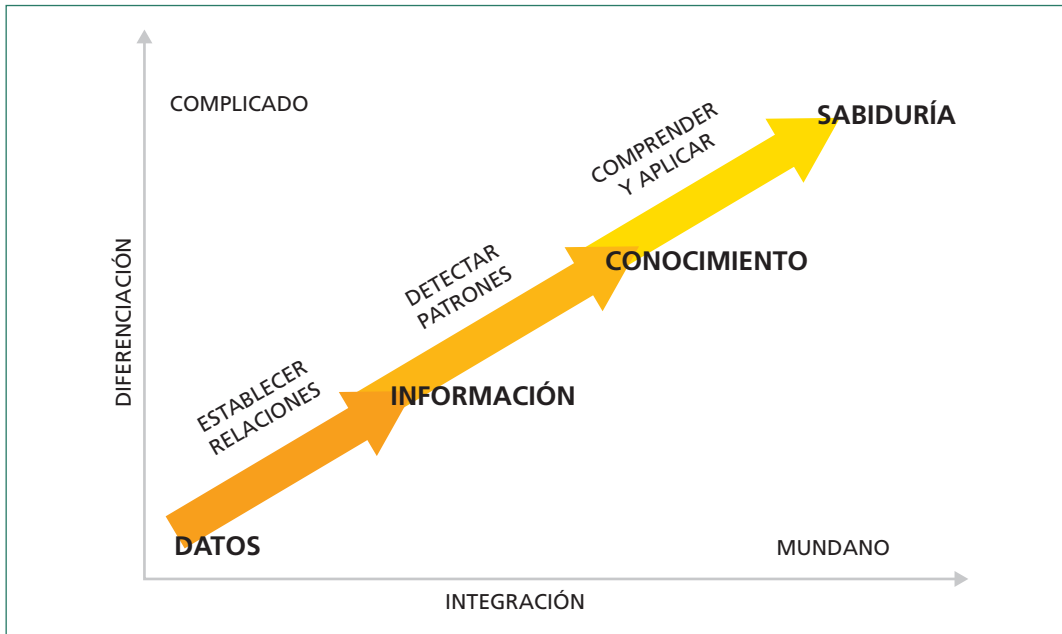 COMPLICADO
SABIDURÍA
COMPRENDER
Y APLICAR
DIFERENCIACIÓN
CONOCIMIENTO
DETECTAR
PATRONES
INFORMACIÓN
ESTABLECER
RELACIONES
DATOS
MUNDANO
INTEGRACIÓN